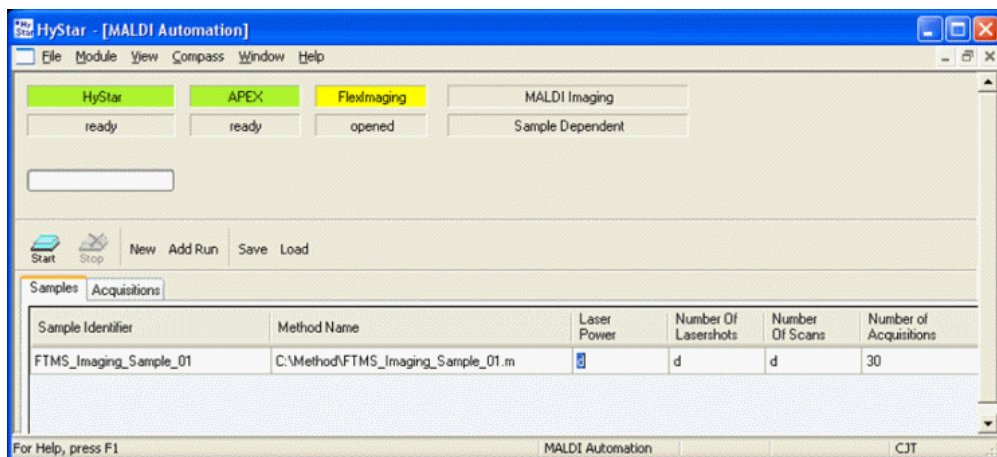 HyStar - [MALDI Automation]
File Module View Compass Window Help
HyStar APEX FlexImaging MALDI Imaging
ready ready opened Sample Dependent
Start Stop New Add Run Save Load
Samples Acquisitions
Sample Identifier Method Name Laser Power Number Of Lasershots Number Of Scans Number of Acquisitions
FTMS_Imaging_Sample_01 C:\Method\FTMS_Imaging_Sample_01.m d d d 30
For Help, press F1 MALDI Automation CJT